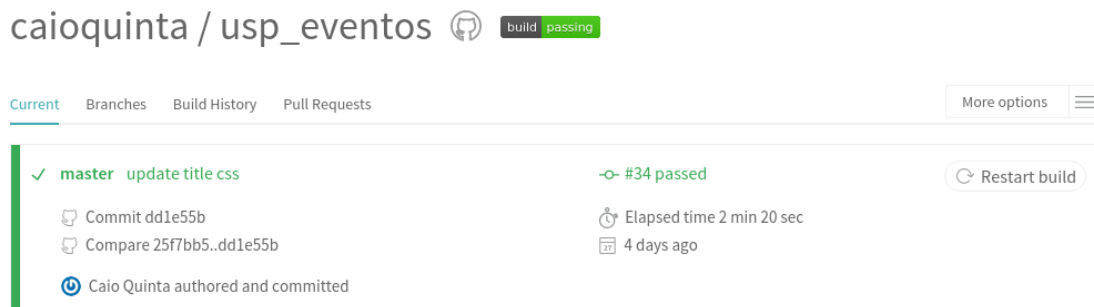 caioquinta / usp_eventos build passing
Current Branches Build History Pull Requests More options
master update title css #34 passed Restart build
Commit dd1e55b Elapsed time 2 min 20 sec
Compare 25f7bb5..dd1e55b 27 4 days ago
Caio Quinta authored and committed